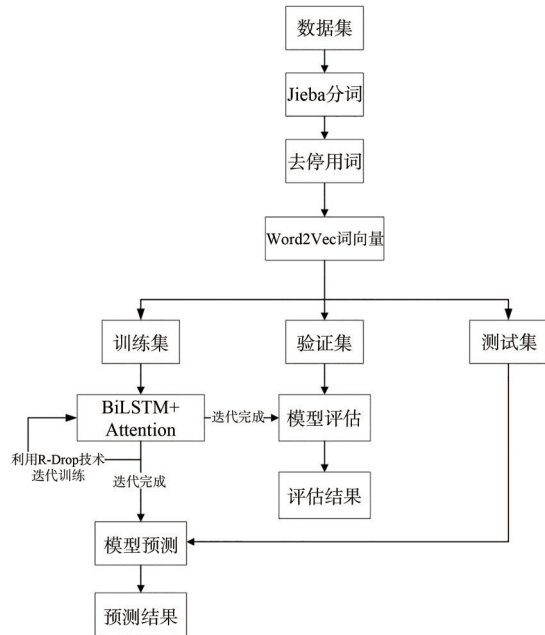 数据集
Jieba分词
去停用词
Word2Vec词向量
训练集
验证集
测试集
BiLSTM+
Attention
迭代完成
模型评估
利用R-Drop技术
迭代训练
迭代完成
评估结果
模型预测
预测结果